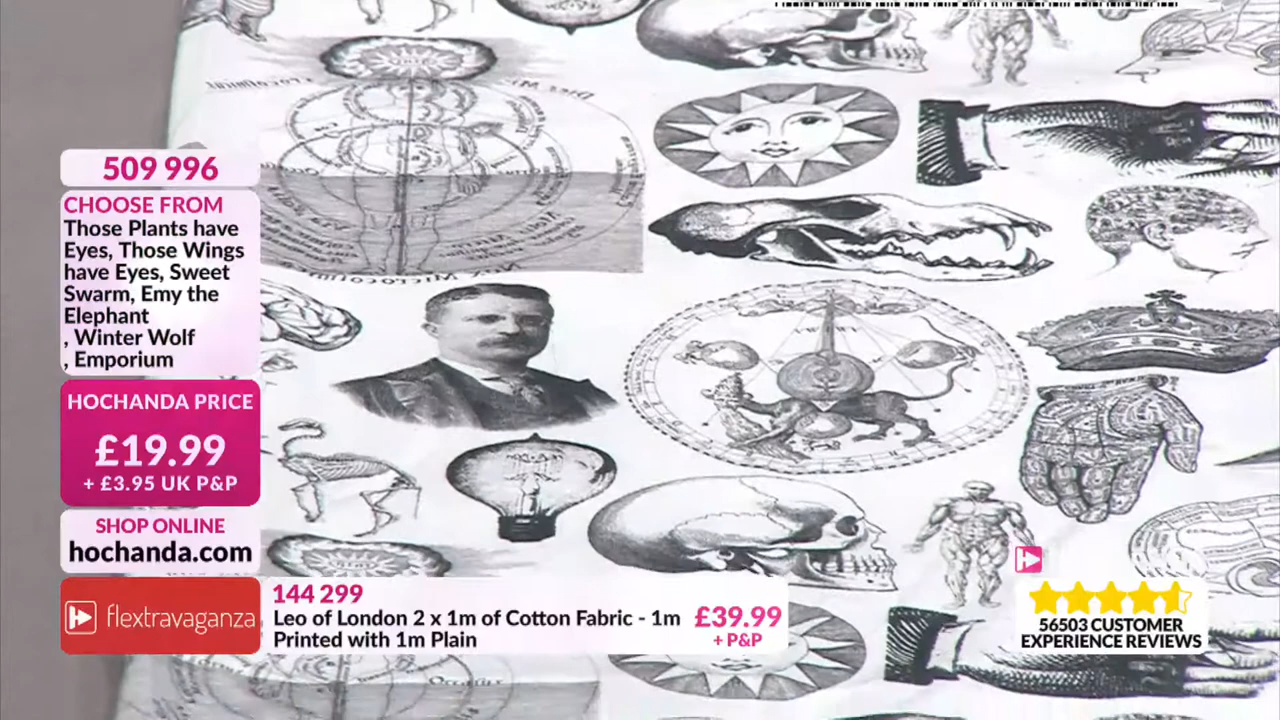 509 996
CHOOSE FROM
Those Plants have
Eyes, Those Wings
have Eyes, Sweet
Swarm, Emy the
Elephant
, Winter Wolf
, Emporium
HOCHANDA PRICE
£19.99
+ £3.95 UK P&P
SHOP ONLINE
hochanda.com
flextravaganza
144 299
Leo of London 2 x 1m of Cotton Fabric - 1m
Printed with 1m Plain
£39.99
+ P&P
56503 CUSTOMER
EXPERIENCE REVIEWS